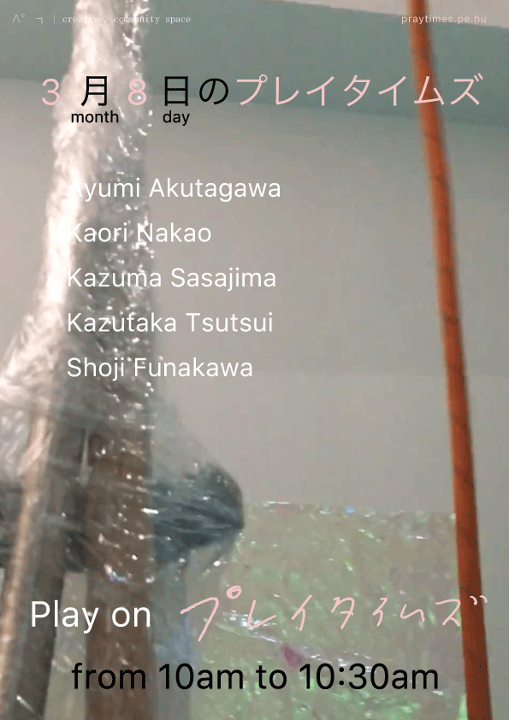 ペ ㄱ | creative, community space
praytimes.pe.hu
3 月 8 日のプレイタイムズ
month day
Ayumi Akutagawa
Kaori Nakao
Kazuma Sasajima
Kazutaka Tsutsui
Shoji Funakawa
Play on プレイタイムズ
from 10am to 10:30am